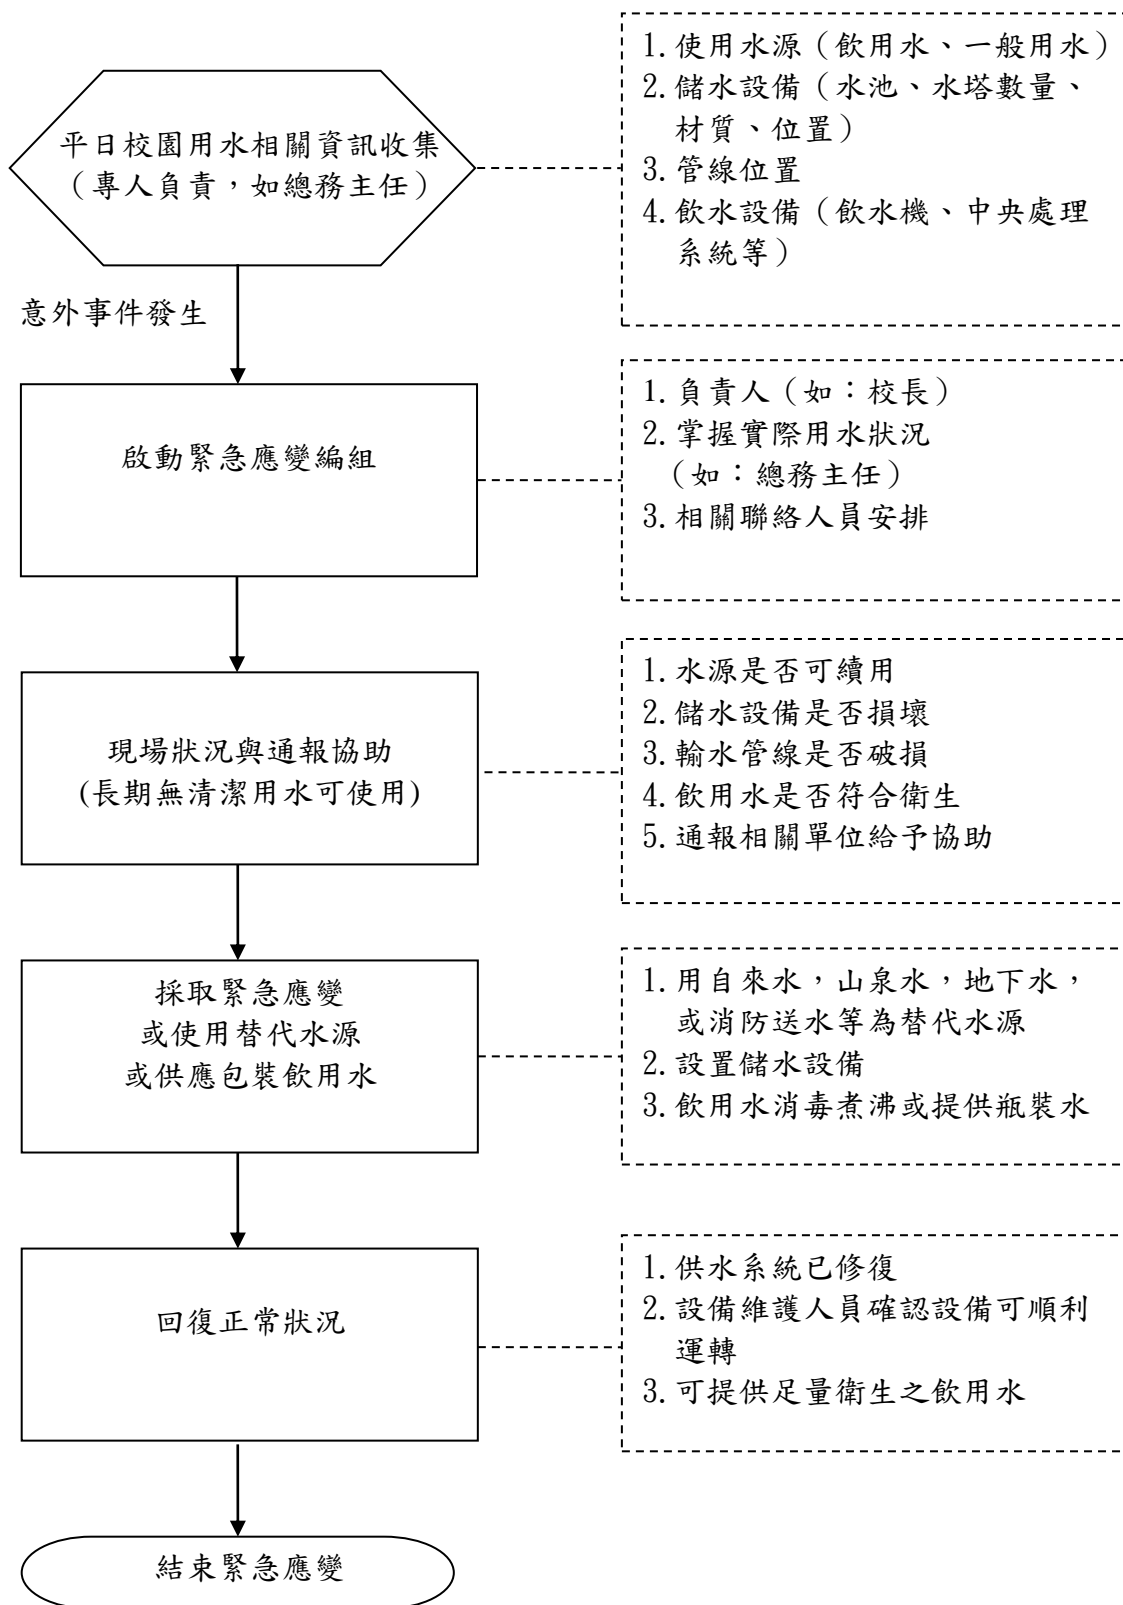 平日校園用水相關資訊收集
（專人負責，如總務主任）
1.使用水源（飲用水、一般用水）
2.儲水設備（水池、水塔數量、
材質、位置）
3.管線位置
4.飲水設備（飲水機、中央處理
系統等）
意外事件發生
啟動緊急應變編組
1.負責人（如：校長）
2.掌握實際用水狀況
（如：總務主任）
3.相關聯絡人員安排
現場狀況與通報協助
(長期無清潔用水可使用)
1.水源是否可續用
2.儲水設備是否損壞
3.輸水管線是否破損
4.飲用水是否符合衛生
5.通報相關單位給予協助
採取緊急應變
或使用替代水源
或供應包裝飲用水
1.用自來水，山泉水，地下水，
或消防送水等為替代水源
2.設置儲水設備
3.飲用水消毒煮沸或提供瓶裝水
回復正常狀況
1.供水系統已修復
2.設備維護人員確認設備可順利
運轉
3.可提供足量衛生之飲用水
結束緊急應變